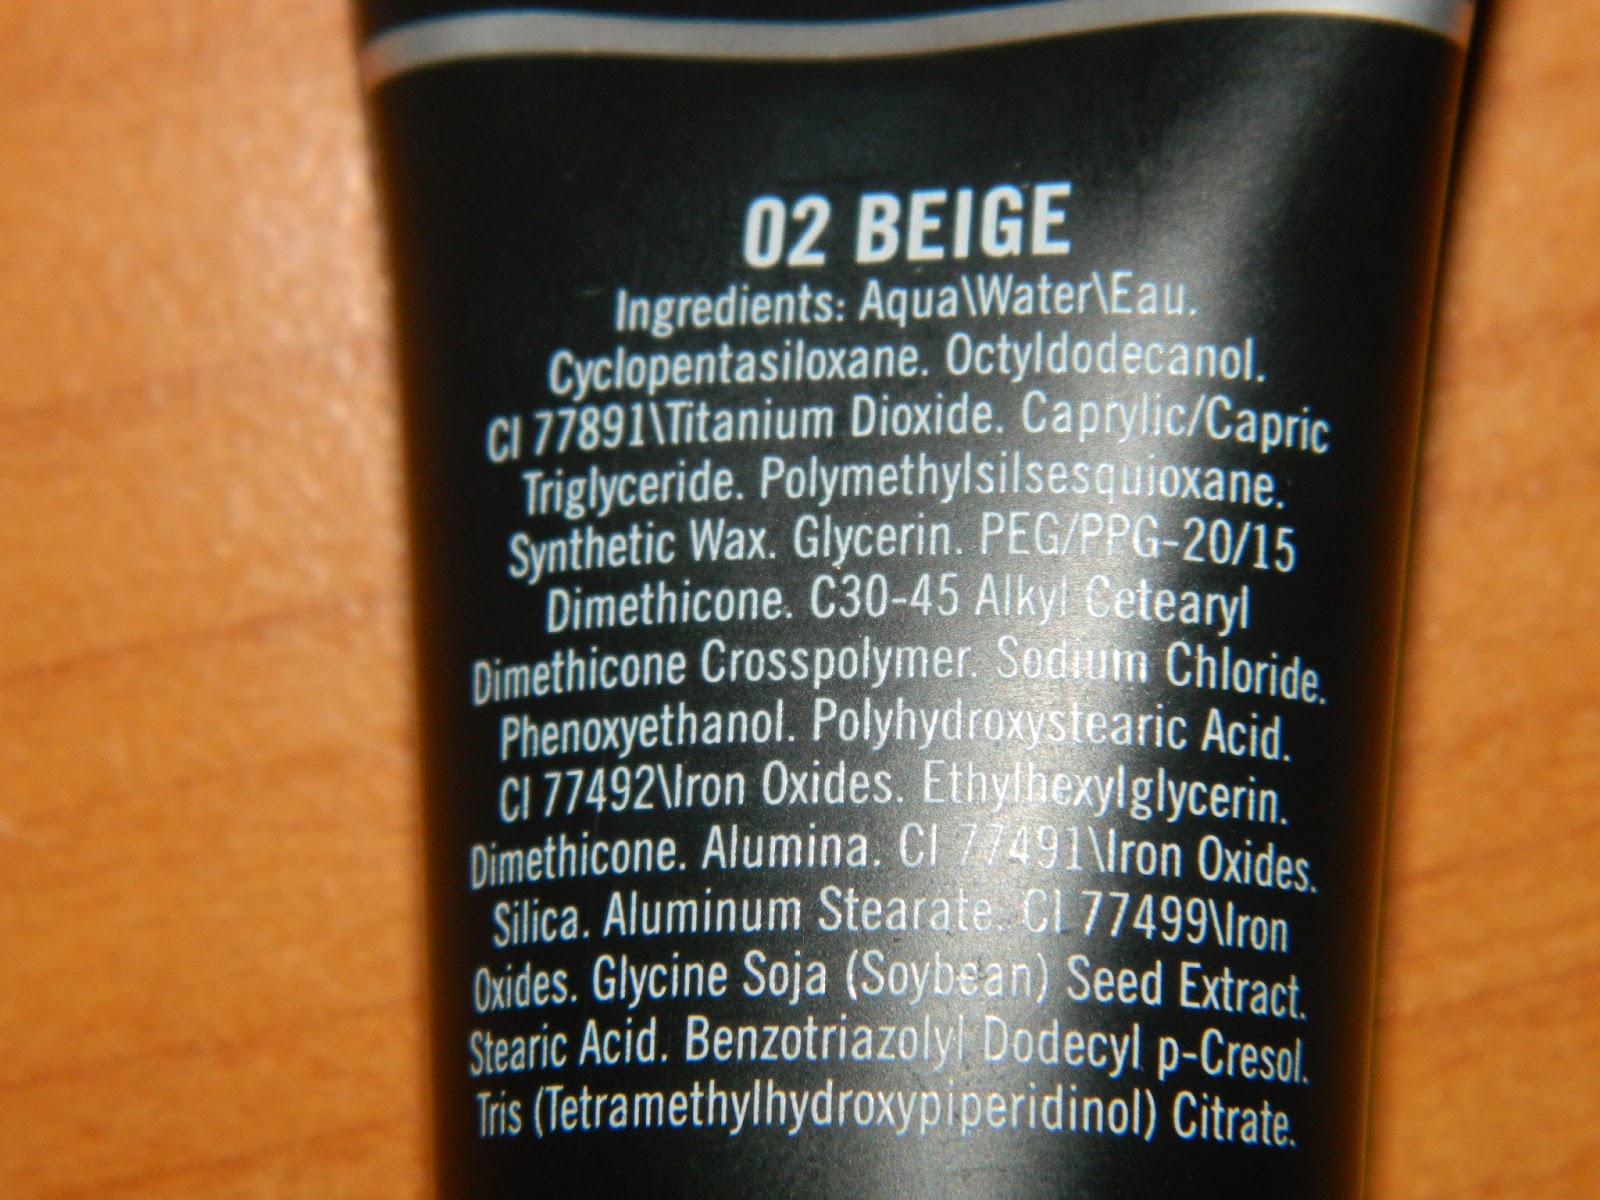 02 BEIGE
Ingredients: Aqua\Water\Eau.
Cyclopentasiloxane. Octyldodecanol.
CI 77891\Titanium Dioxide. Caprylic/Capric
Triglyceride. Polymethylsilsesquioxane.
Synthetic Wax. Glycerin. PEG/PPG-20/15
Dimethicone. C30-45 Alkyl Cetearyl
Dimethicone Crosspolymer. Sodium Chloride.
Phenoxyethanol. Polyhydroxystearic Acid.
CI 77492\Iron Oxides. Ethylhexylglycerin.
Dimethicone. Alumina. CI 77491\Iron Oxides.
Silica. Aluminum Stearate. CI 77499\Iron
Oxides. Glycine Soja (Soybean) Seed Extract.
Stearic Acid. Benzotriazolyl Dodecyl p-Cresol.
Tris (Tetramethylhydroxypiperidinol) Citrate.